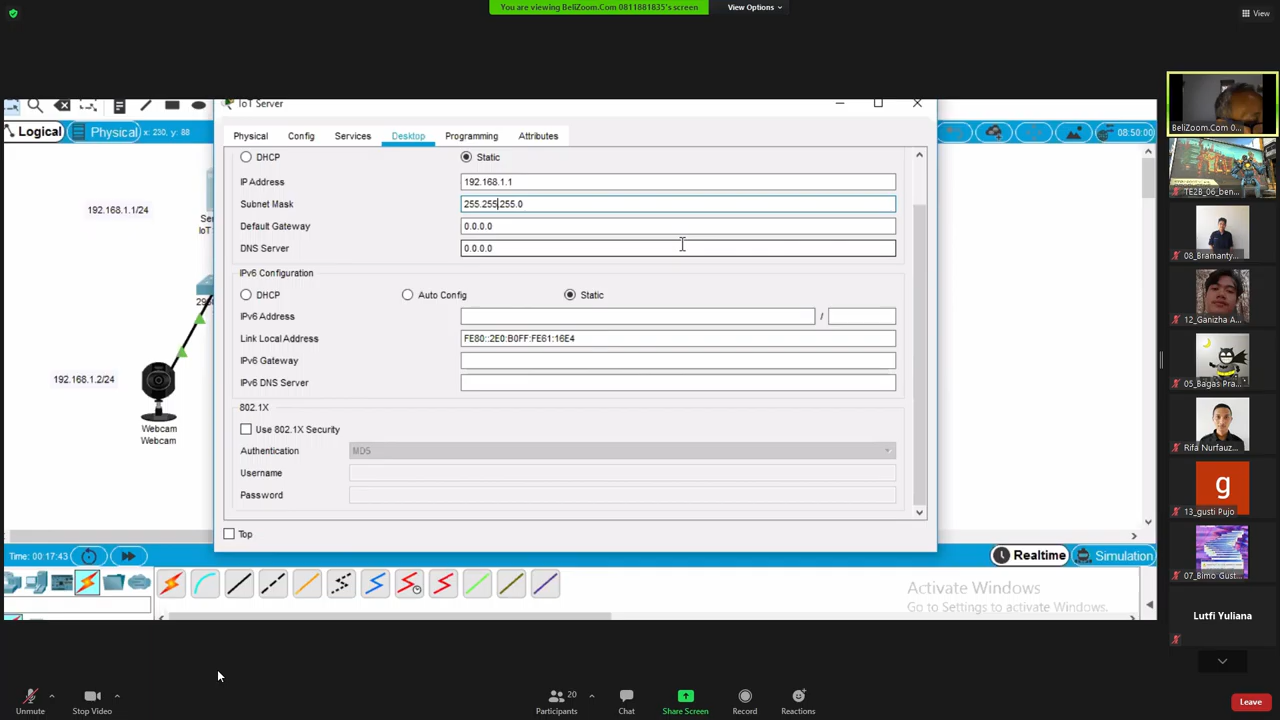 You are viewing BeliZoom.Com 0811881835's screen
View Options
View
IoT Server
Logical
Physical
x: 230, y: 88
Physical
Config
Services
Desktop
Programming
Attributes
08:50:00
DHCP
Static
IP Address
192.168.1.1
Subnet Mask
255.255.255.0
Default Gateway
0.0.0.0
DNS Server
0.0.0.0
IPv6 Configuration
DHCP
Auto Config
Static
IPv6 Address
/
Link Local Address
FE80::2E0:B0FF:FE61:16E4
IPv6 Gateway
IPv6 DNS Server
802.1X
Use 802.1X Security
Authentication
MD5
Username
Password
Top
192.168.1.1/24
192.168.1.2/24
Webcam
Webcam
Time: 00:17:43
Realtime
Simulation
Activate Windows
Go to Settings to activate Windows.
BeliZoom.Com 0...
TE2B_06_ben...
08_Bramanty...
12_Ganizha A...
05_Bagas Pra...
Rifa Nurfauz...
g
13_gusti Pujo
07_Bimo Gust...
Lutfi Yuliana
Unmute
Stop Video
Participants
20
Chat
Share Screen
Record
Reactions
Leave